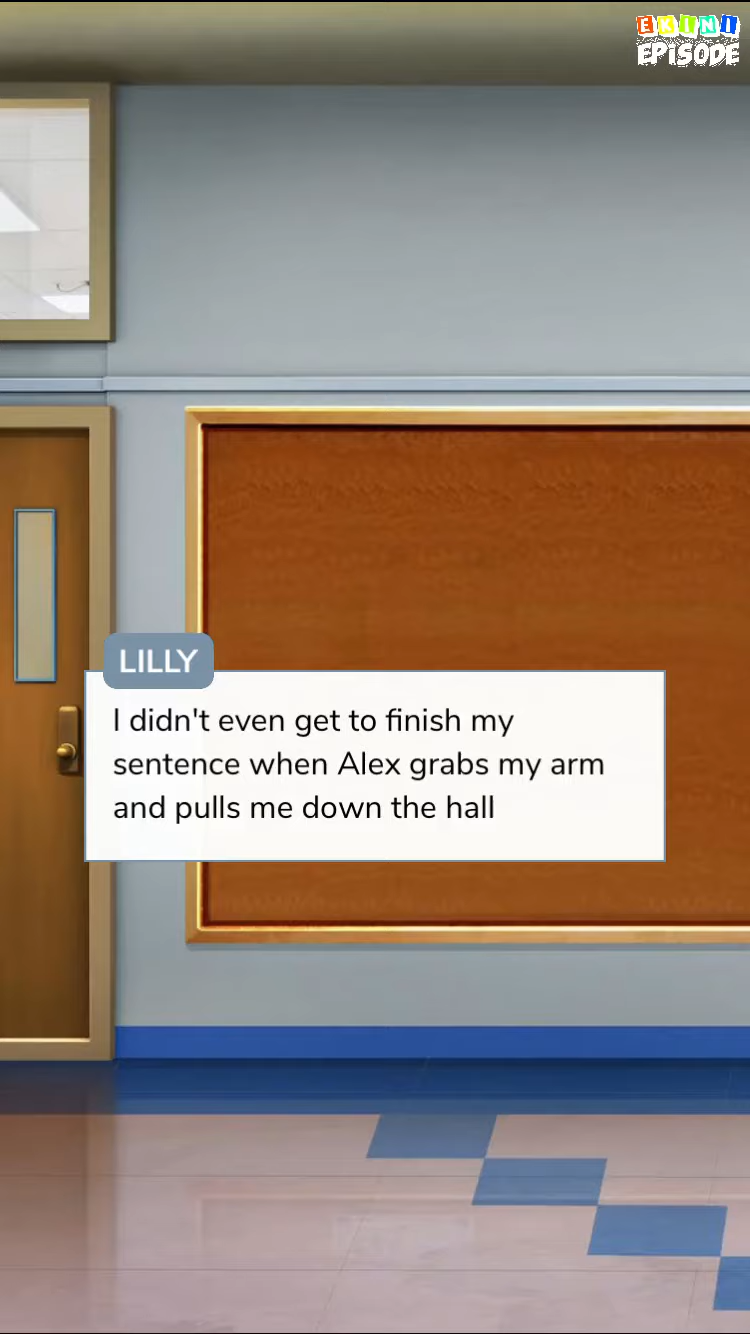 EKINI
EPISODE
LILLY
I didn't even get to finish my
sentence when Alex grabs my arm
and pulls me down the hall